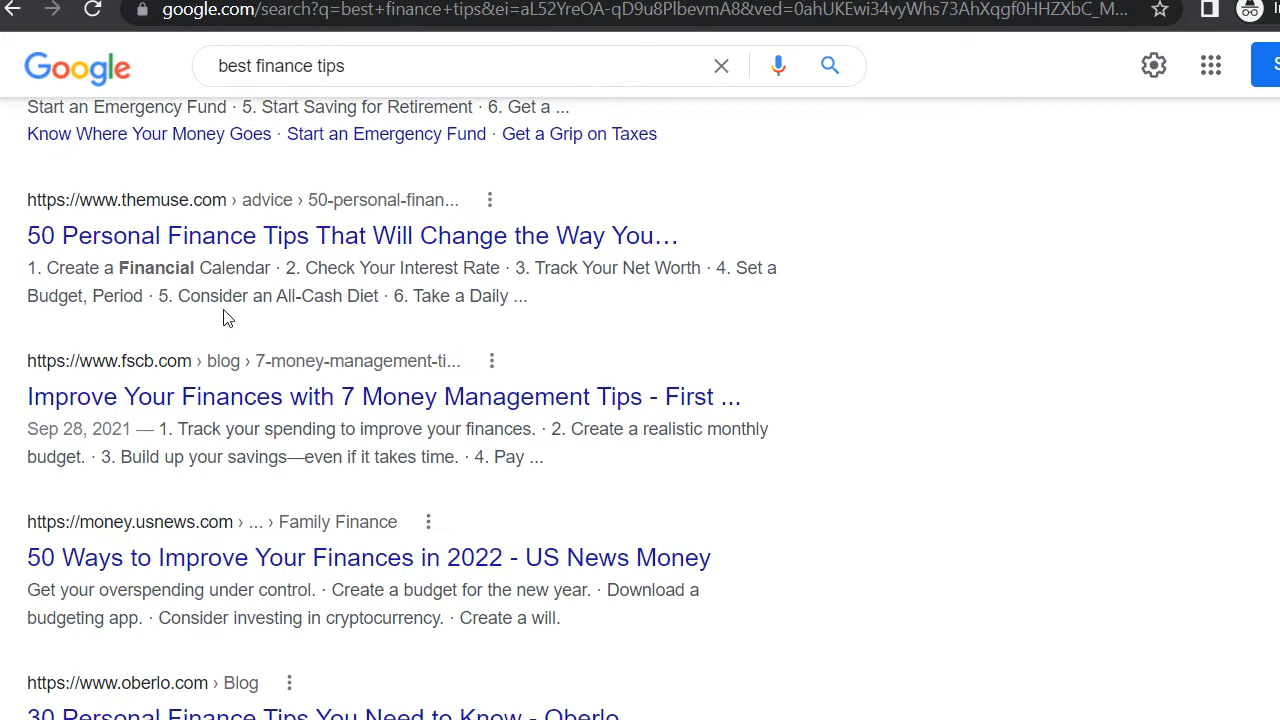 google.com/search?q=best+finance+tips&ei=aL52YreOA-qD9u8PlbevmA8&ved=0ahUKEwi34vyWhs73AhXqgf0HHZXbC_M...
Google
best finance tips
Start an Emergency Fund · 5. Start Saving for Retirement · 6. Get a ...
Know Where Your Money Goes · Start an Emergency Fund · Get a Grip on Taxes
https://www.themuse.com › advice › 50-personal-finan...
50 Personal Finance Tips That Will Change the Way You...
1. Create a Financial Calendar · 2. Check Your Interest Rate · 3. Track Your Net Worth · 4. Set a
Budget, Period · 5. Consider an All-Cash Diet · 6. Take a Daily ...
https://www.fscb.com › blog › 7-money-management-ti...
Improve Your Finances with 7 Money Management Tips - First ...
Sep 28, 2021 — 1. Track your spending to improve your finances. · 2. Create a realistic monthly
budget. · 3. Build up your savings—even if it takes time. · 4. Pay ...
https://money.usnews.com › ... › Family Finance
50 Ways to Improve Your Finances in 2022 - US News Money
Get your overspending under control. · Create a budget for the new year. · Download a
budgeting app. · Consider investing in cryptocurrency. · Create a will.
https://www.oberlo.com › Blog
30 Personal Finance Tips You Need to Know - Oberlo